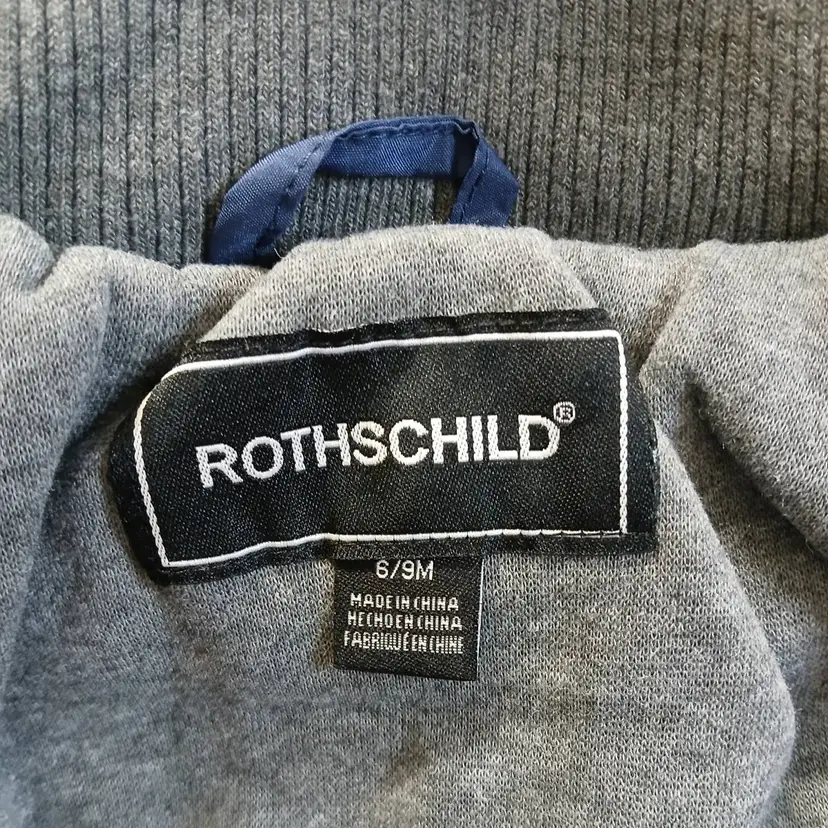 ROTHSCHILD®
6/9M
MADE IN CHINA
HECHO EN CHINA
FABRIQUÉ EN CHINE